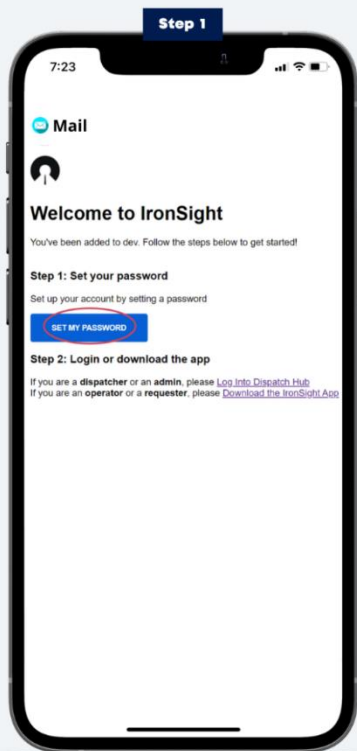 Step 1
7:23
Mail
Welcome to IronSight
You've been added to dev. Follow the steps below to get started!
Step 1: Set your password
Set up your account by setting a password
SET MY PASSWORD
Step 2: Login or download the app
If you are a dispatcher or an admin, please Log Into Dispatch Hub
If you are an operator or a requester, please Download the IronSight App